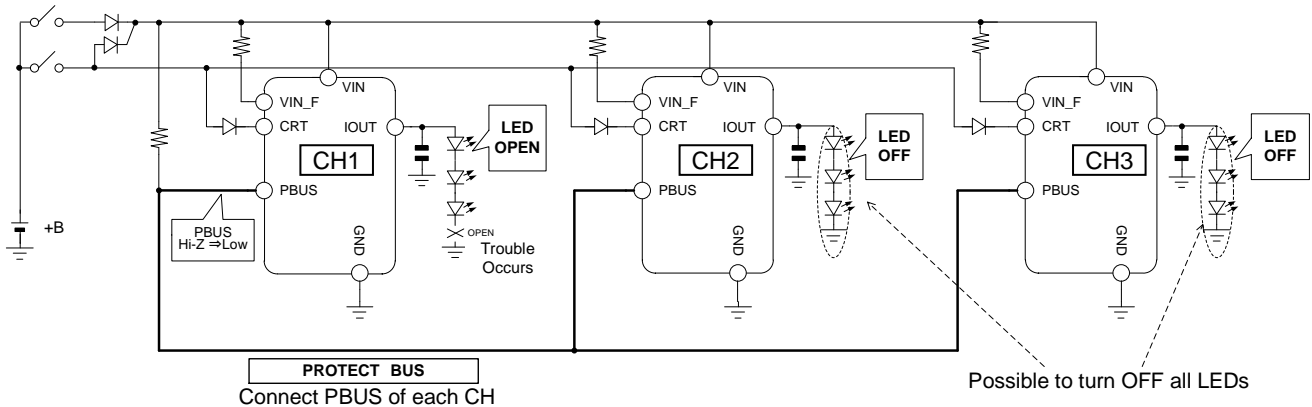 VIN
VIN_F
CRT
IOUT
CH1
PBUS
GND
LED
OPEN
PBUS
Hi-Z ⇒Low
OPEN
Trouble
Occurs
+B
VIN
VIN_F
CRT
IOUT
CH2
PBUS
GND
LED
OFF
VIN
VIN_F
CRT
IOUT
CH3
PBUS
GND
LED
OFF
PROTECT BUS
Connect PBUS of each CH
Possible to turn OFF all LEDs